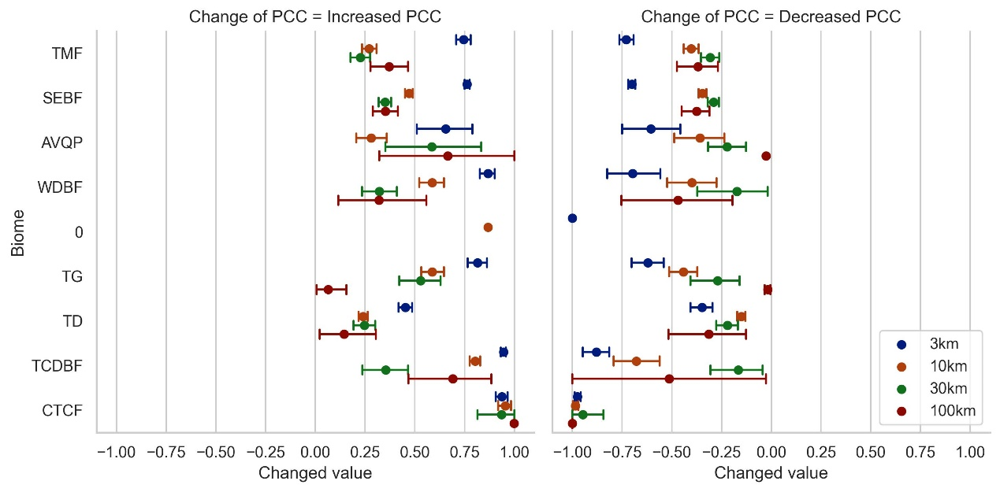 Change of PCC = Increased PCC
Change of PCC = Decreased PCC
Biome
TMF
SEBF
AVQP
WDBF
0
TG
TD
TCDBF
CTCF
3km
10km
30km
100km
−1.00 −0.75 −0.50 −0.25 0.00 0.25 0.50 0.75 1.00
−1.00 −0.75 −0.50 −0.25 0.00 0.25 0.50 0.75 1.00
Changed value
Changed value